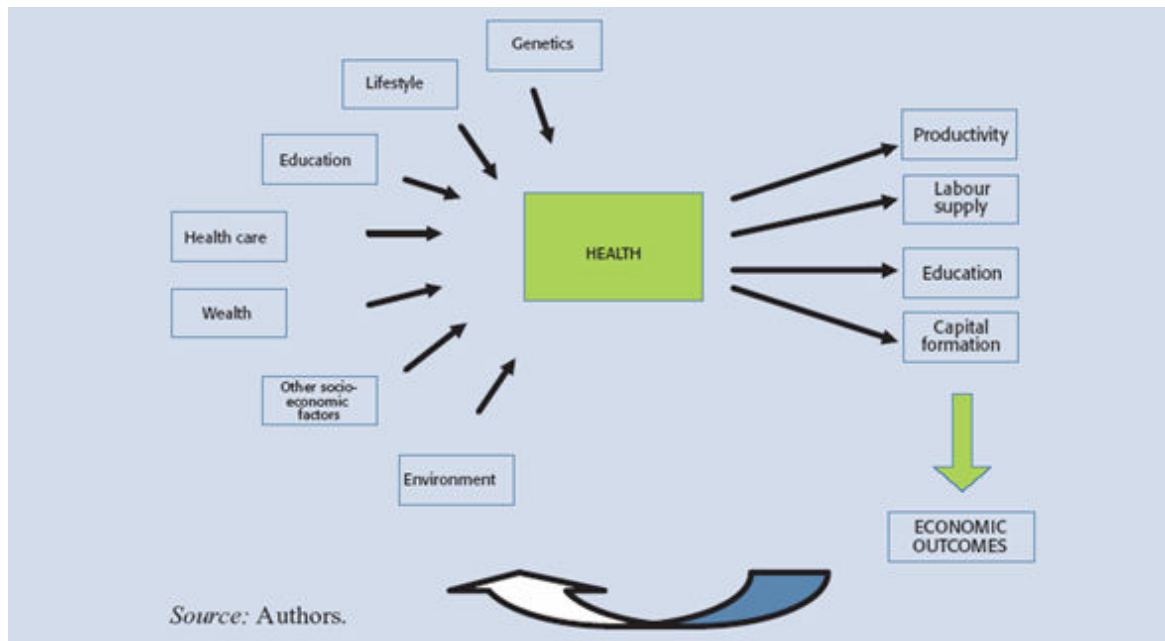 Genetics
Lifestyle
Education
Health care
Wealth
Other socio-
economic
factors
Environment
HEALTH
Productivity
Labour
supply
Education
Capital
formation
ECONOMIC
OUTCOMES
Source: Authors.